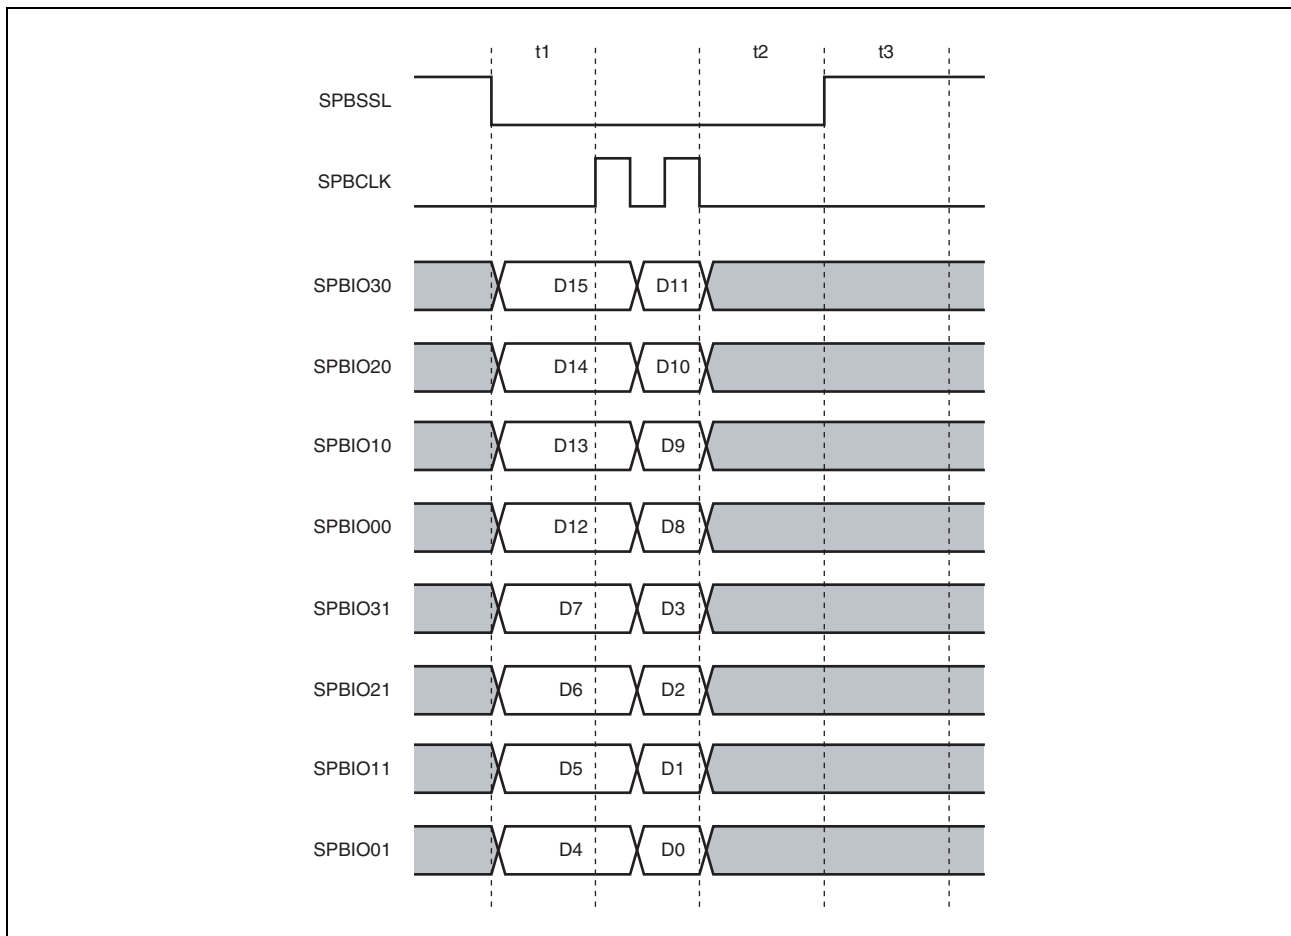 t1 t2 t3
SPBSSL
SPBCLK
SPBIO30 D15 D11
SPBIO20 D14 D10
SPBIO10 D13 D9
SPBIO00 D12 D8
SPBIO31 D7 D3
SPBIO21 D6 D2
SPBIO11 D5 D1
SPBIO01 D4 D0